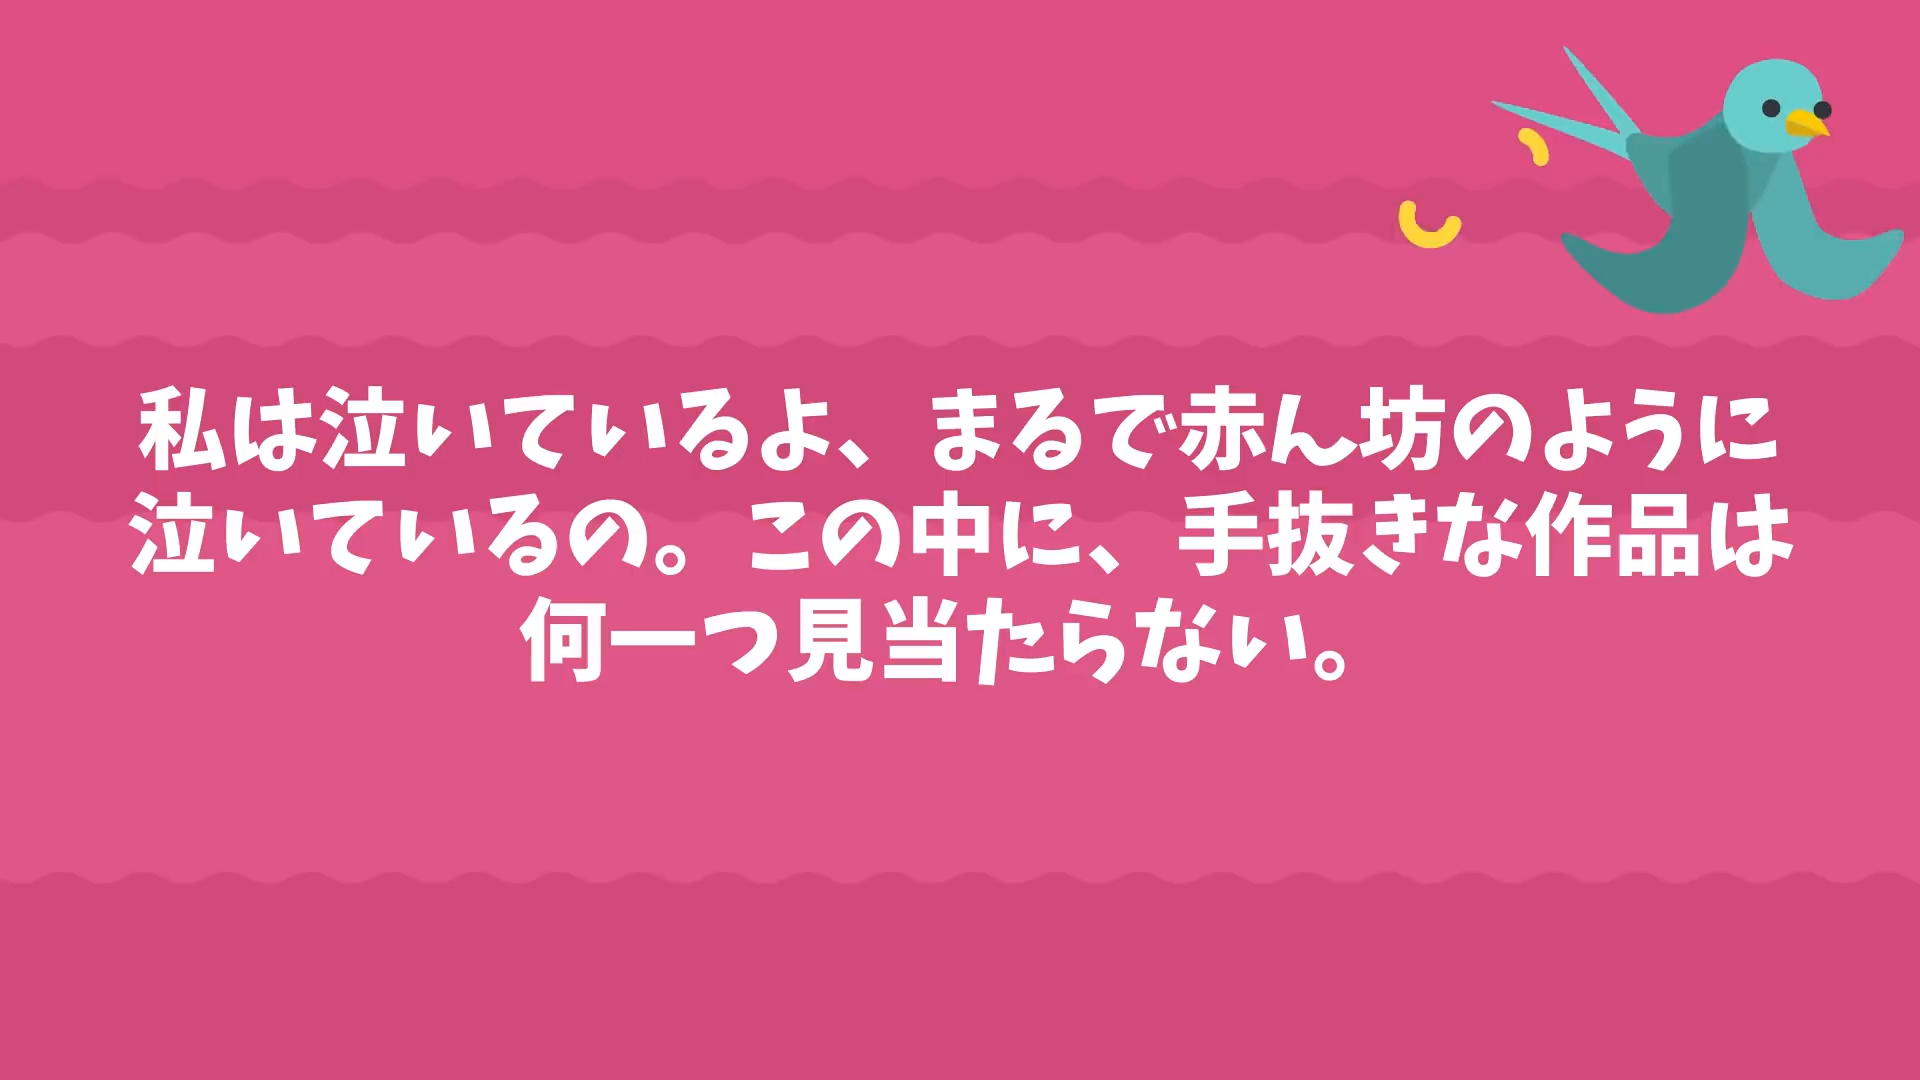 私は泣いているよ、まるで赤ん坊のように
泣いているの。この中に、手抜きな作品は
何一つ見当たらない。